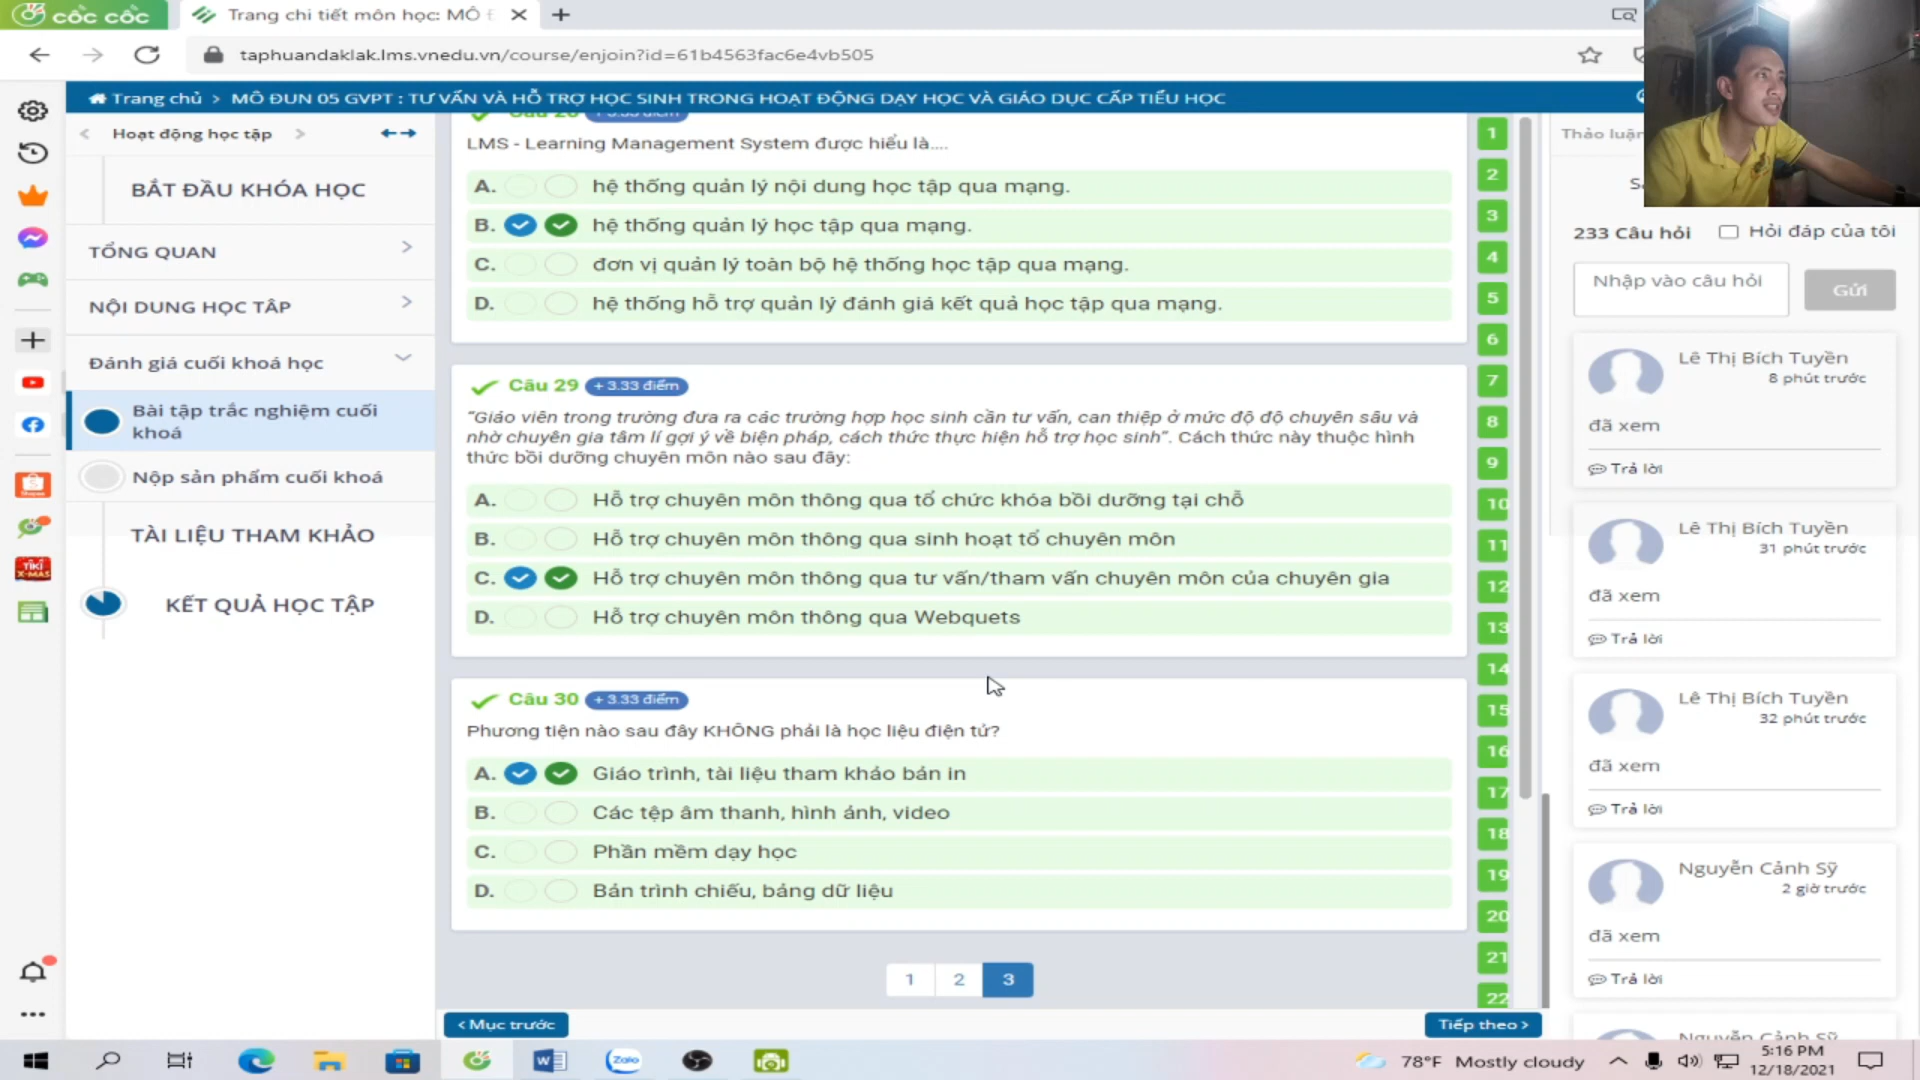 cốc cốc
Trang chi tiết môn học: MÔ Đ
taphuandaklak.lms.vnedu.vn/course/enjoin?id=61b4563fac6e4vb505
Trang chủ > MÔ ĐUN 05 GVPT : TƯ VẤN VÀ HỖ TRỢ HỌC SINH TRONG HOẠT ĐỘNG DẠY HỌC VÀ GIÁO DỤC CẤP TIỂU HỌC
< Hoạt động học tập >
BẮT ĐẦU KHÓA HỌC
TỔNG QUAN
NỘI DUNG HỌC TẬP
Đánh giá cuối khoá học
Bài tập trắc nghiệm cuối
khoá
Nộp sản phẩm cuối khoá
TÀI LIỆU THAM KHẢO
KẾT QUẢ HỌC TẬP
LMS - Learning Management System được hiểu là....
A. hệ thống quản lý nội dung học tập qua mạng.
B. hệ thống quản lý học tập qua mạng.
C. đơn vị quản lý toàn bộ hệ thống học tập qua mạng.
D. hệ thống hỗ trợ quản lý đánh giá kết quả học tập qua mạng.
Câu 29 + 3.33 điểm
"Giáo viên trong trường đưa ra các trường hợp học sinh cần tư vấn, can thiệp ở mức độ độ chuyên sâu và
nhờ chuyên gia tâm lí gợi ý về biện pháp, cách thức thực hiện hỗ trợ học sinh". Cách thức này thuộc hình
thức bồi dưỡng chuyên môn nào sau đây:
A. Hỗ trợ chuyên môn thông qua tổ chức khóa bồi dưỡng tại chỗ
B. Hỗ trợ chuyên môn thông qua sinh hoạt tổ chuyên môn
C. Hỗ trợ chuyên môn thông qua tư vấn/tham vấn chuyên môn của chuyên gia
D. Hỗ trợ chuyên môn thông qua Webquets
Câu 30 + 3.33 điểm
Phương tiện nào sau đây KHÔNG phải là học liệu điện tử?
A. Giáo trình, tài liệu tham khảo bản in
B. Các tệp âm thanh, hình ảnh, video
C. Phần mềm dạy học
D. Bản trình chiếu, bảng dữ liệu
1 2 3
< Mục trước
Tiếp theo >
1
2
3
4
5
6
7
8
9
10
11
12
13
14
15
16
17
18
19
20
21
22
Thảo luận
233 Câu hỏi Hỏi đáp của tôi
Nhập vào câu hỏi
Gửi
Lê Thị Bích Tuyền
8 phút trước
đã xem
Trả lời
Lê Thị Bích Tuyền
31 phút trước
đã xem
Trả lời
Lê Thị Bích Tuyền
32 phút trước
đã xem
Trả lời
Nguyễn Cảnh Sỹ
2 giờ trước
đã xem
Trả lời
Nguyễn Cảnh Sỹ
Shopee
TIKI
X-MAS
Zalo
78°F Mostly cloudy
5:16 PM
12/18/2021